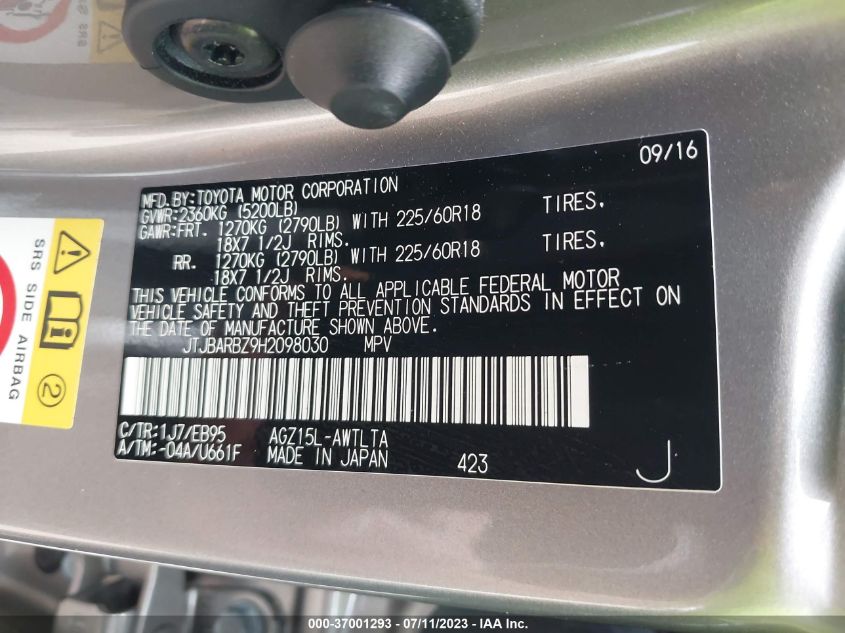 09/16
MFD. BY: TOYOTA MOTOR CORPORATION
GVWR: 2360KG (5200LB)
GAWR: FRT. 1270KG (2790LB) WITH 225/60R18 TIRES,
18X7 1/2J RIMS.
RR. 1270KG (2790LB) WITH 225/60R18 TIRES,
18X7 1/2J RIMS.
THIS VEHICLE CONFORMS TO ALL APPLICABLE FEDERAL MOTOR
VEHICLE SAFETY AND THEFT PREVENTION STANDARDS IN EFFECT ON
THE DATE OF MANUFACTURE SHOWN ABOVE.
JTJBARBZ9H2098030 MPV
C/TR: 1J7/EB95 AGZ15L-AWTLTA
A/TM: -04A/U661F MADE IN JAPAN 423
J
SRS SIDE AIRBAG
2
SRS
000-37001293 - 07/11/2023 - IAA Inc.